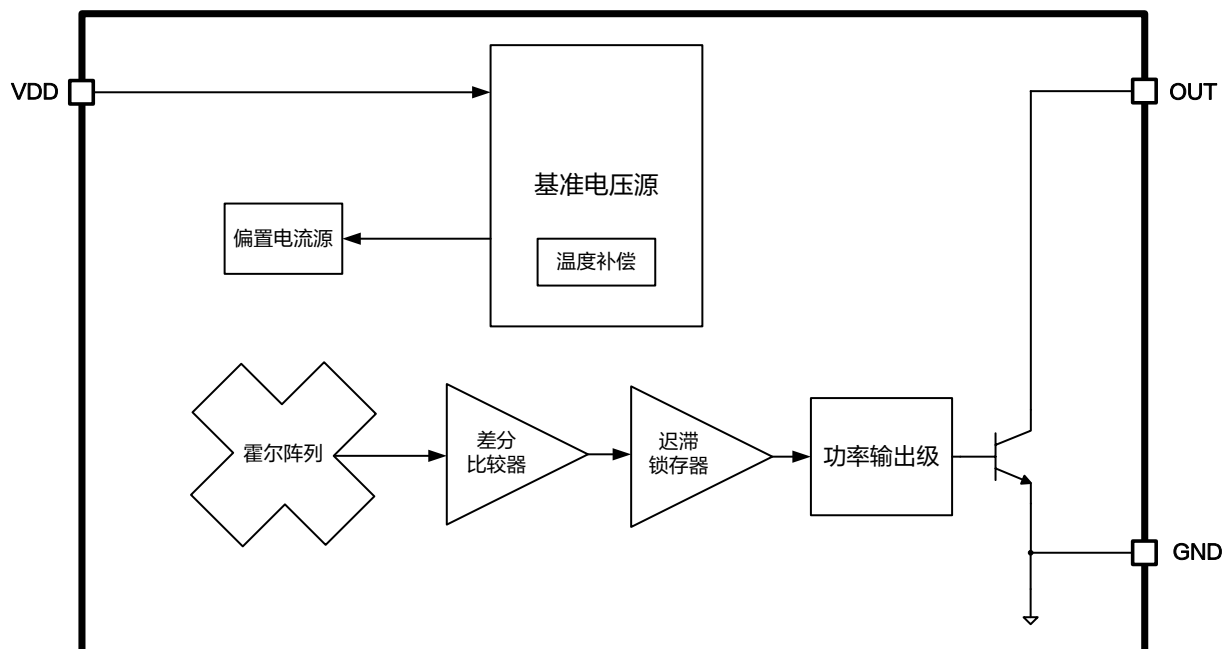 VDD
OUT
基准电压源
偏置电流源
温度补偿
霍尔阵列
差分
比较器
迟滞
锁存器
功率输出级
GND